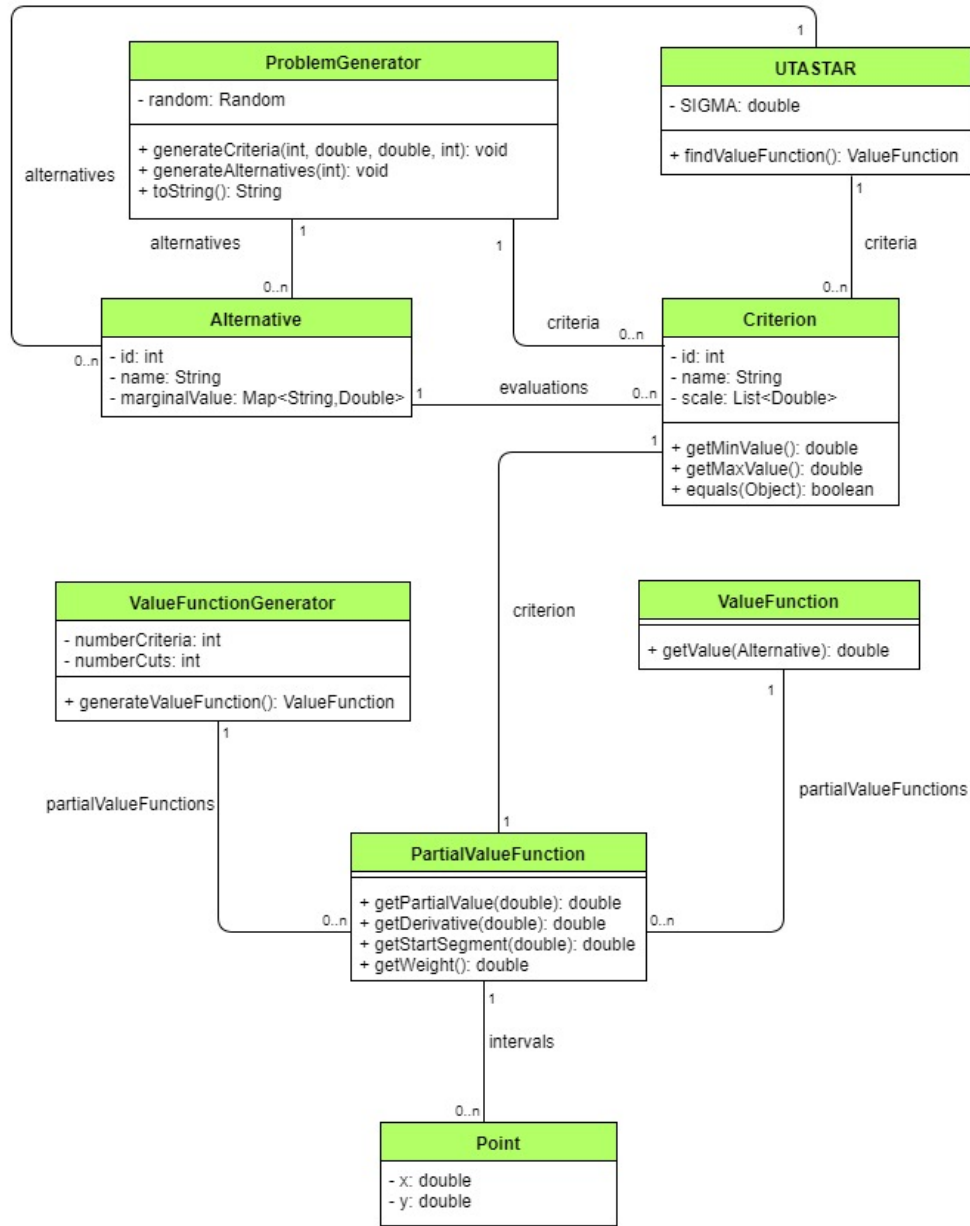 1
1
ProblemGenerator
- random: Random
+ generateCriteria(int, double, double, int): void
+ generateAlternatives(int): void
+ toString(): String
UTASTAR
- SIGMA: double
+ findValueFunction(): ValueFunction
alternatives
1
alternatives
0..n
1
criteria
0..n
1
criteria
0..n
0..n
Alternative
- id: int
- name: String
- marginalValue: Map<String,Double>
1
evaluations
0..n
Criterion
- id: int
- name: String
- scale: List<Double>
+ getMinValue(): double
+ getMaxValue(): double
+ equals(Object): boolean
1
criterion
ValueFunctionGenerator
- numberCriteria: int
- numberCuts: int
+ generateValueFunction(): ValueFunction
ValueFunction
+ getValue(Alternative): double
1
1
partialValueFunctions
partialValueFunctions
1
PartialValueFunction
+ getPartialValue(double): double
+ getDerivative(double): double
+ getStartSegment(double): double
+ getWeight(): double
0..n
0..n
1
intervals
0..n
Point
- x: double
- y: double